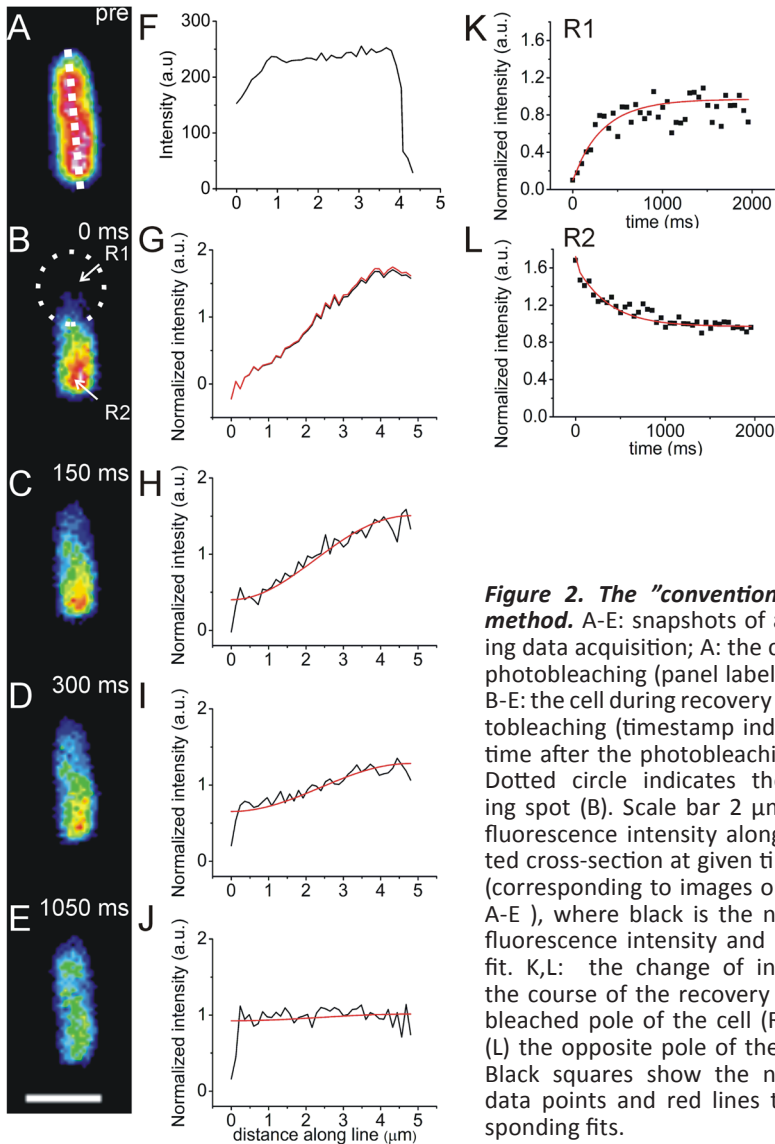 A
pre
B
0 ms
R1
R2
C
150 ms
D
300 ms
E
1050 ms
F
Intensity (a.u)
300
250
200
150
100
50
0
0 1 2 3 4 5
G
Normalized intensity (a.u.)
2
1
0
0 1 2 3 4 5
H
Normalized intesity (a.u.)
2
1
0
0 1 2 3 4 5
I
Normalized intensity (a.u.)
2
1
0
0 1 2 3 4 5
J
Normalized intensity (a.u.)
2
1
0
0 1 2 3 4 5
distance along line (μm)
K
R1
Normalized intensity (a.u.)
1.6
1.2
0.8
0.4
0.0
0 1000 2000
time (ms)
L
R2
Normalized intensity (a.u.)
1.6
1.2
0.8
0.4
0.0
0 1000 2000
time (ms)
Figure 2. The ”convention
method. A-E: snapshots of a
ing data acquisition; A: the c
photobleaching (panel label
B-E: the cell during recovery
tobleaching (timestamp ind
time after the photobleachi
Dotted circle indicates the
ing spot (B). Scale bar 2 μm
fluorescence intensity along
ted cross-section at given ti
(corresponding to images o
A-E ), where black is the n
fluorescence intensity and
fit. K,L: the change of in
the course of the recovery
bleached pole of the cell (F
(L) the opposite pole of the
Black squares show the n
data points and red lines t
sponding fits.